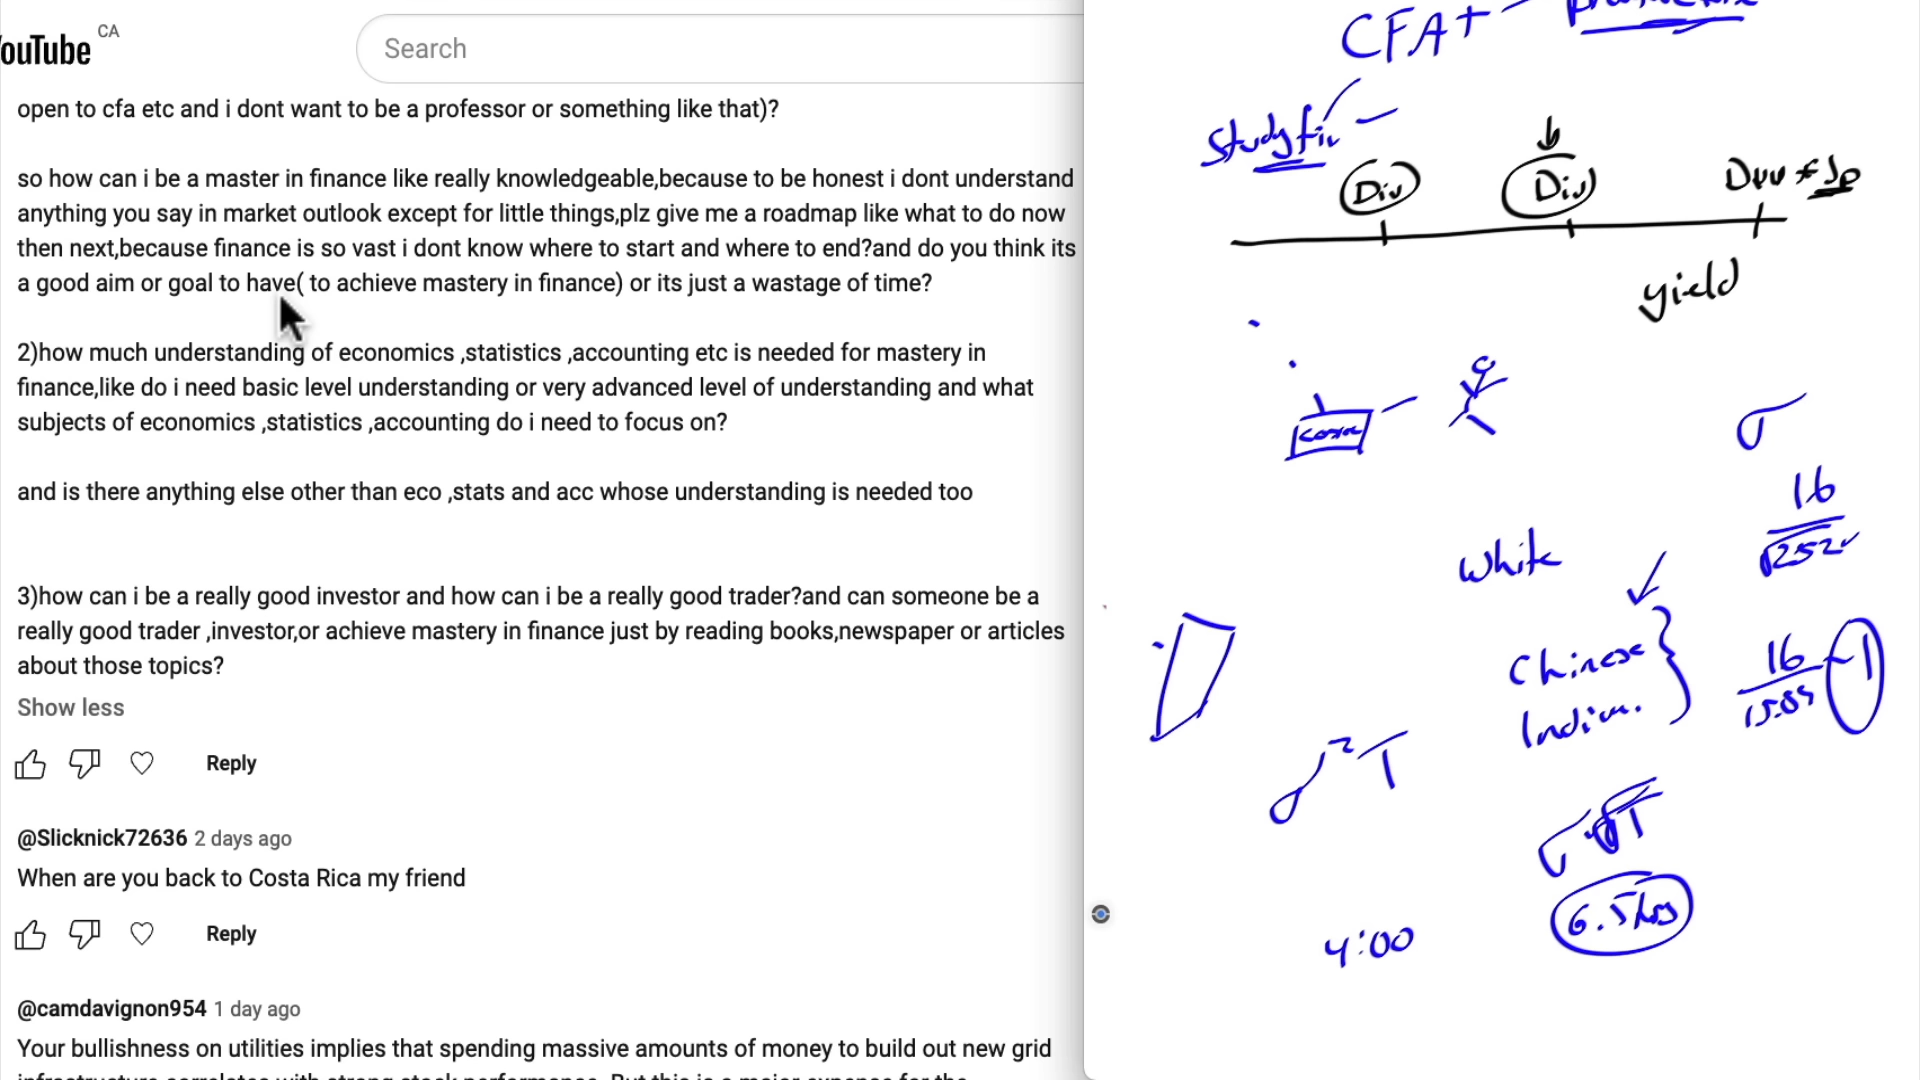 ouTube CA
Search
open to cfa etc and i dont want to be a professor or something like that)?
so how can i be a master in finance like really knowledgeable,because to be honest i dont understand
anything you say in market outlook except for little things,plz give me a roadmap like what to do now
then next,because finance is so vast i dont know where to start and where to end?and do you think its
a good aim or goal to have( to achieve mastery in finance) or its just a wastage of time?
2)how much understanding of economics ,statistics ,accounting etc is needed for mastery in
finance,like do i need basic level understanding or very advanced level of understanding and what
subjects of economics ,statistics ,accounting do i need to focus on?
and is there anything else other than eco ,stats and acc whose understanding is needed too
3)how can i be a really good investor and how can i be a really good trader?and can someone be a
really good trader ,investor,or achieve mastery in finance just by reading books,newspaper or articles
about those topics?
Show less
Reply
@Slicknick72636 2 days ago
When are you back to Costa Rica my friend
Reply
@camdavignon954 1 day ago
Your bullishness on utilities implies that spending massive amounts of money to build out new grid
CFA+
Study fin
Div
Div
yield
σ
16
√252
White
Chinese
16
1
σ²T
σ√T
6.5hrs
4:00